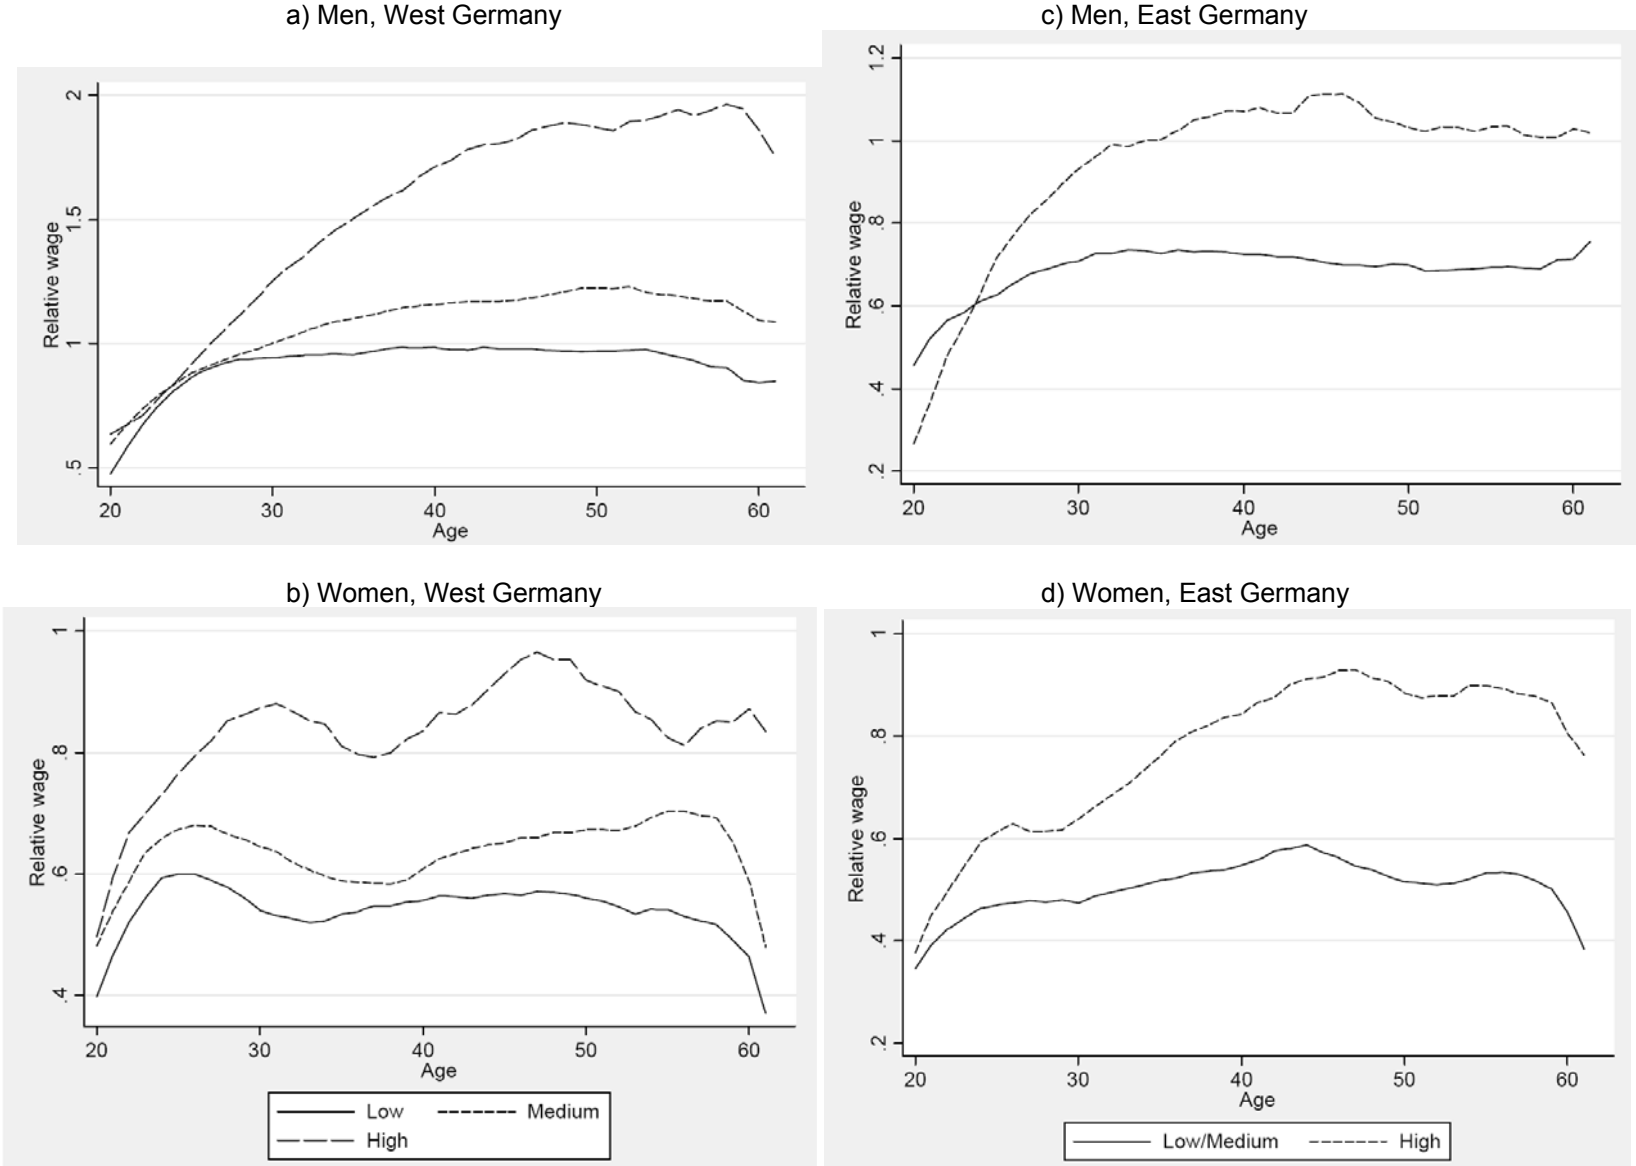 a) Men, West Germany
2
1.5
1
.5
Relative wage
20 30 40 50 60
Age
c) Men, East Germany
1.2
1
.8
.6
.4
.2
Relative wage
20 30 40 50 60
Age
b) Women, West Germany
1
.8
.6
.4
Relative wage
20 30 40 50 60
Age
Low Medium
High
d) Women, East Germany
1
.8
.6
.4
.2
Relative wage
20 30 40 50 60
Age
Low/Medium High